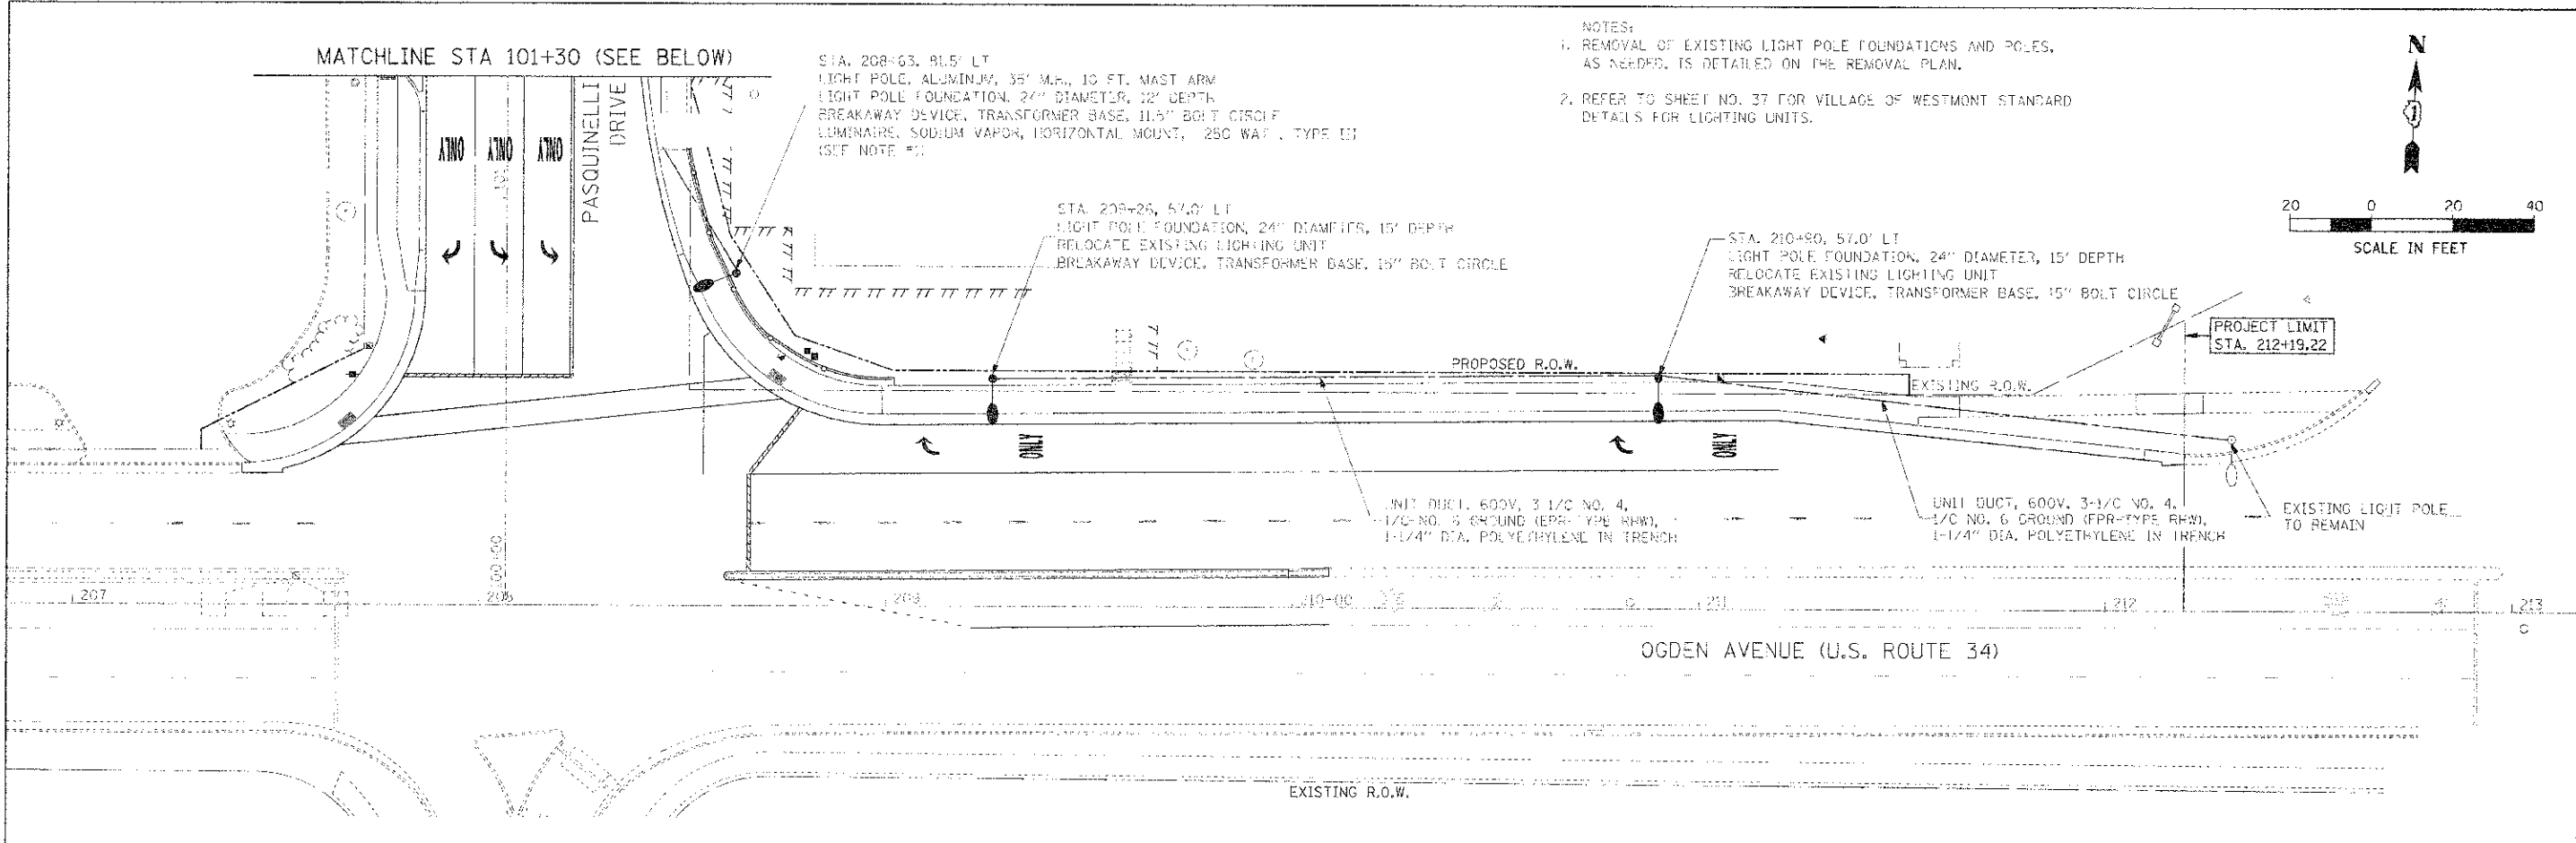 MATCHLINE STA 101+30 (SEE BELOW)
STA. 208+63, 81.5' LT
LIGHT POLE, ALUMINUM, 35' M.H., 10 FT. MAST ARM
LIGHT POLE FOUNDATION, 24" DIAMETER, 12' DEPTH
BREAKAWAY DEVICE, TRANSFORMER BASE, 11.5" BOLT CIRCLE
LUMINAIRE, SODIUM VAPOR, HORIZONTAL MOUNT, 250 WATT, TYPE III
(SEE NOTE #1)
NOTES:
1. REMOVAL OF EXISTING LIGHT POLE FOUNDATIONS AND POLES,
AS NEEDED, IS DETAILED ON THE REMOVAL PLAN.
2. REFER TO SHEET NO. 37 FOR VILLAGE OF WESTMONT STANDARD
DETAILS FOR LIGHTING UNITS.
N
20 0 20 40
SCALE IN FEET
PASQUINELLI
DRIVE
ONLY ONLY ONLY
101
STA. 209+26, 57.0' LT
LIGHT POLE FOUNDATION, 24" DIAMETER, 15' DEPTH
RELOCATE EXISTING LIGHTING UNIT
BREAKAWAY DEVICE, TRANSFORMER BASE, 15" BOLT CIRCLE
STA. 210+90, 57.0' LT
LIGHT POLE FOUNDATION, 24" DIAMETER, 15' DEPTH
RELOCATE EXISTING LIGHTING UNIT
BREAKAWAY DEVICE, TRANSFORMER BASE, 15" BOLT CIRCLE
PROJECT LIMIT
STA. 212+19.22
PROPOSED R.O.W.
EXISTING R.O.W.
ONLY
ONLY
UNIT DUCT, 600V, 3-1/C NO. 4,
1/C NO. 6 GROUND (EPR-TYPE RHW),
1-1/4" DIA. POLYETHYLENE IN TRENCH
UNIT DUCT, 600V, 3-1/C NO. 4,
1/C NO. 6 GROUND (EPR-TYPE RHW),
1-1/4" DIA. POLYETHYLENE IN TRENCH
EXISTING LIGHT POLE
TO REMAIN
100+00
207 208 209 210+00 211 212 213
OGDEN AVENUE (U.S. ROUTE 34)
EXISTING R.O.W.